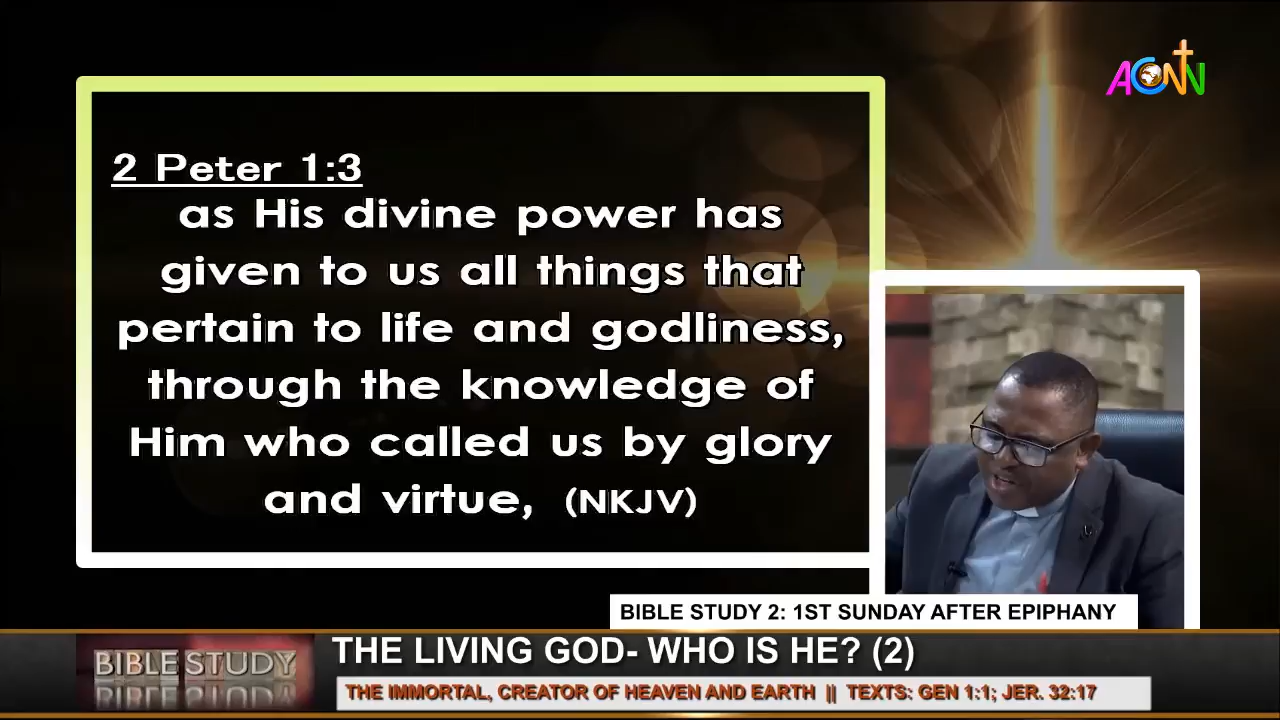 ACNN
2 Peter 1:3
as His divine power has
given to us all things that
pertain to life and godliness,
through the knowledge of
Him who called us by glory
and virtue, (NKJV)
BIBLE STUDY 2: 1ST SUNDAY AFTER EPIPHANY
BIBLE STUDY
THE LIVING GOD- WHO IS HE? (2)
THE IMMORTAL, CREATOR OF HEAVEN AND EARTH || TEXTS: GEN 1:1; JER. 32:17